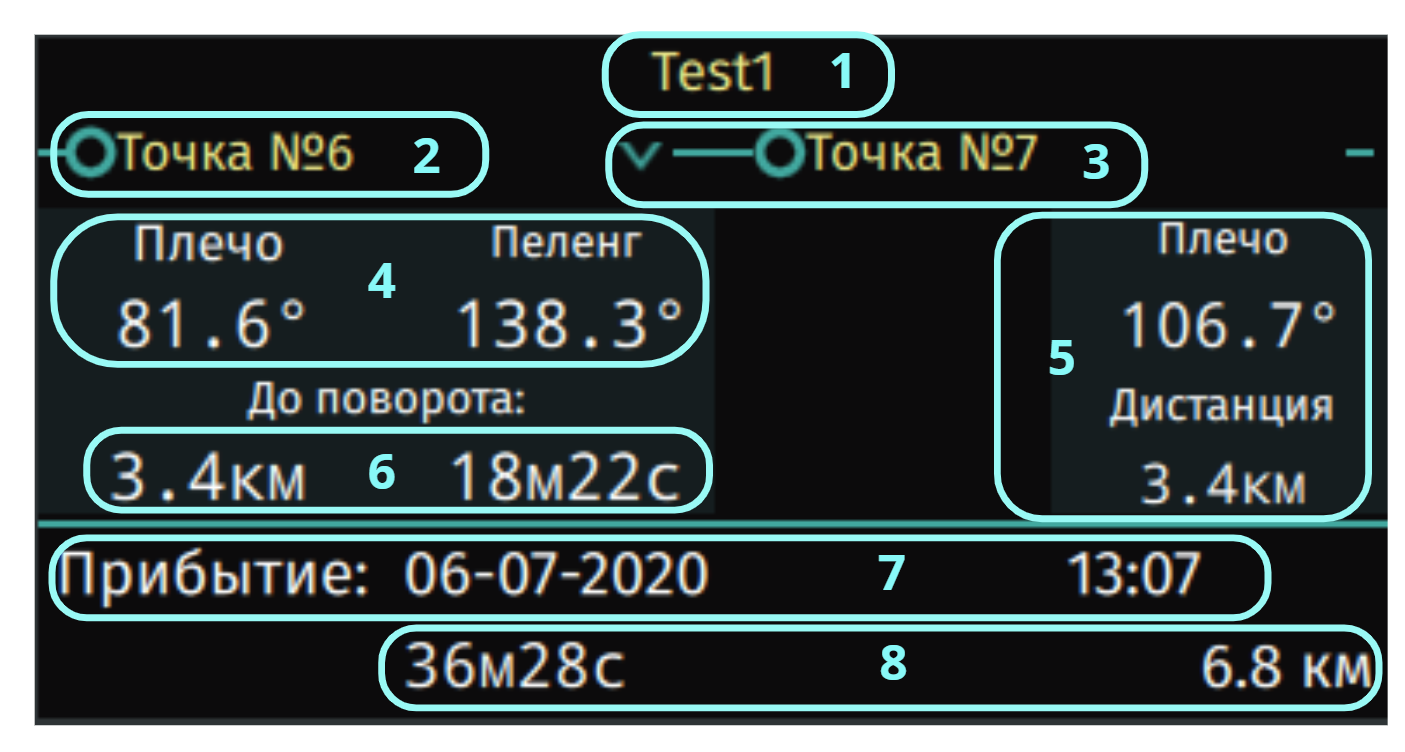 Test1 1
Точка №6 2 Точка №7 3
Плечо Пеленг 4 Плечо
81.6° 138.3° 106.7°
5
До поворота: Дистанция
3.4км 6 18м22с 3.4км
Прибытие: 06-07-2020 7 13:07
36м28с 8 6.8 км